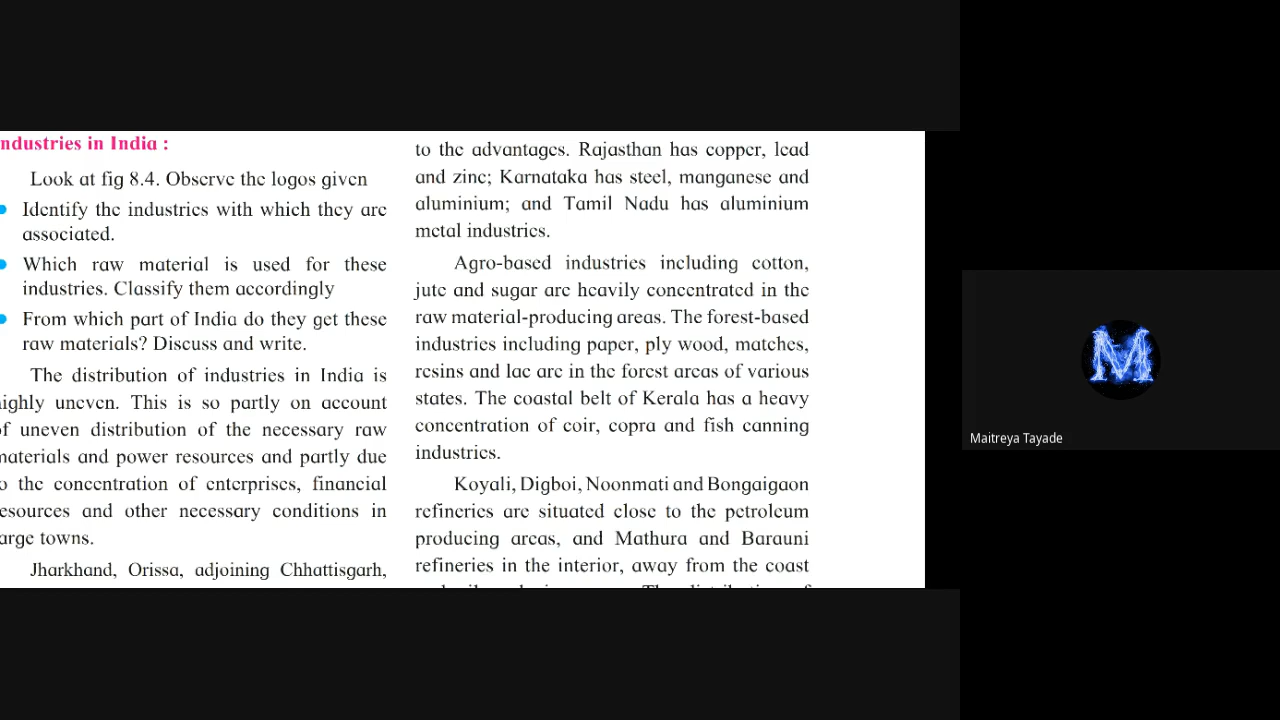 ndustries in India :
Look at fig 8.4. Observe the logos given
Identify the industries with which they are
associated.
Which raw material is used for these
industries. Classify them accordingly
From which part of India do they get these
raw materials? Discuss and write.
The distribution of industries in India is
ighly uneven. This is so partly on account
f uneven distribution of the necessary raw
naterials and power resources and partly due
o the concentration of enterprises, financial
esources and other necessary conditions in
arge towns.
Jharkhand, Orissa, adjoining Chhattisgarh,
to the advantages. Rajasthan has copper, lead
and zinc; Karnataka has steel, manganese and
aluminium; and Tamil Nadu has aluminium
metal industries.
Agro-based industries including cotton,
jute and sugar are heavily concentrated in the
raw material-producing areas. The forest-based
industries including paper, ply wood, matches,
resins and lac are in the forest areas of various
states. The coastal belt of Kerala has a heavy
concentration of coir, copra and fish canning
industries.
Koyali, Digboi, Noonmati and Bongaigaon
refineries are situated close to the petroleum
producing areas, and Mathura and Barauni
refineries in the interior, away from the coast
M
Maitreya Tayade